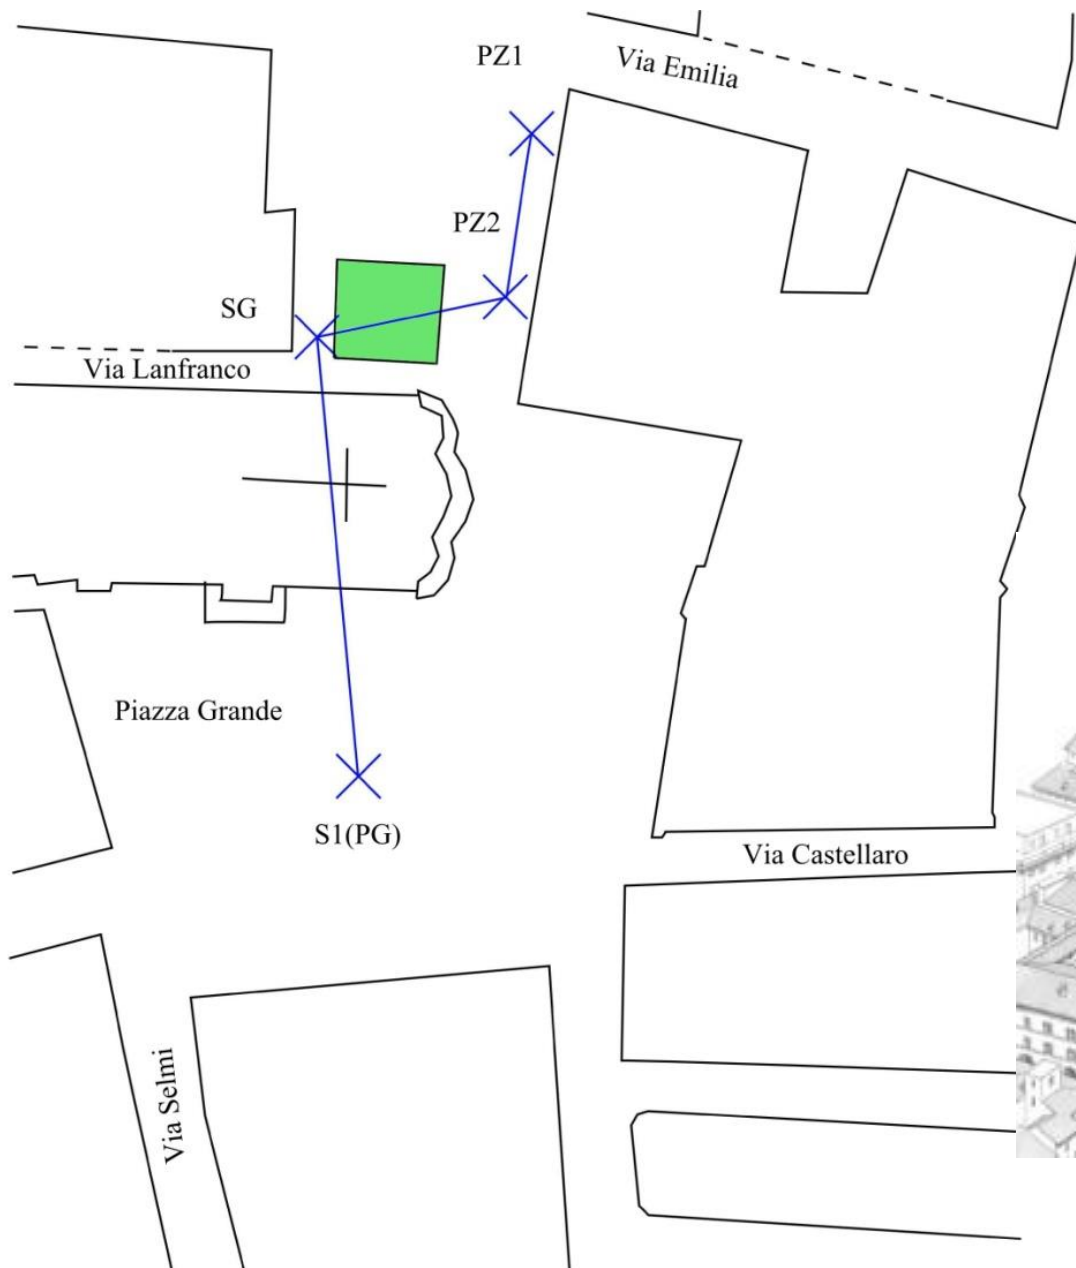 PZ1
Via Emilia
PZ2
SG
Via Lanfranco
Piazza Grande
S1(PG)
Via Castellaro
Via Selmi